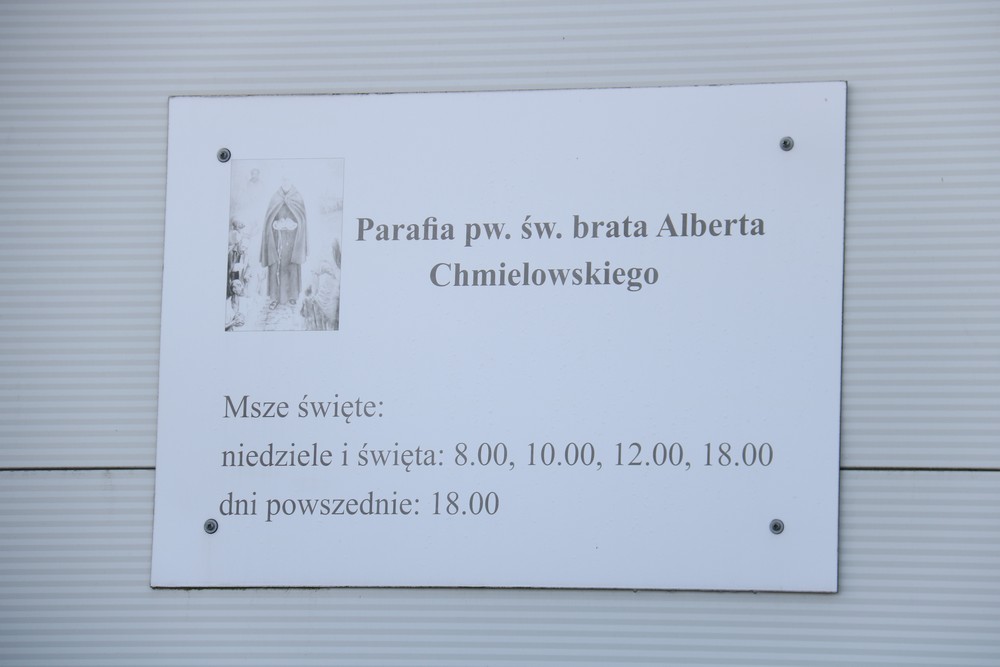 Parafia pw. św. brata Alberta
Chmielowskiego
Msze święte:
niedziele i święta: 8.00, 10.00, 12.00, 18.00
dni powszednie: 18.00